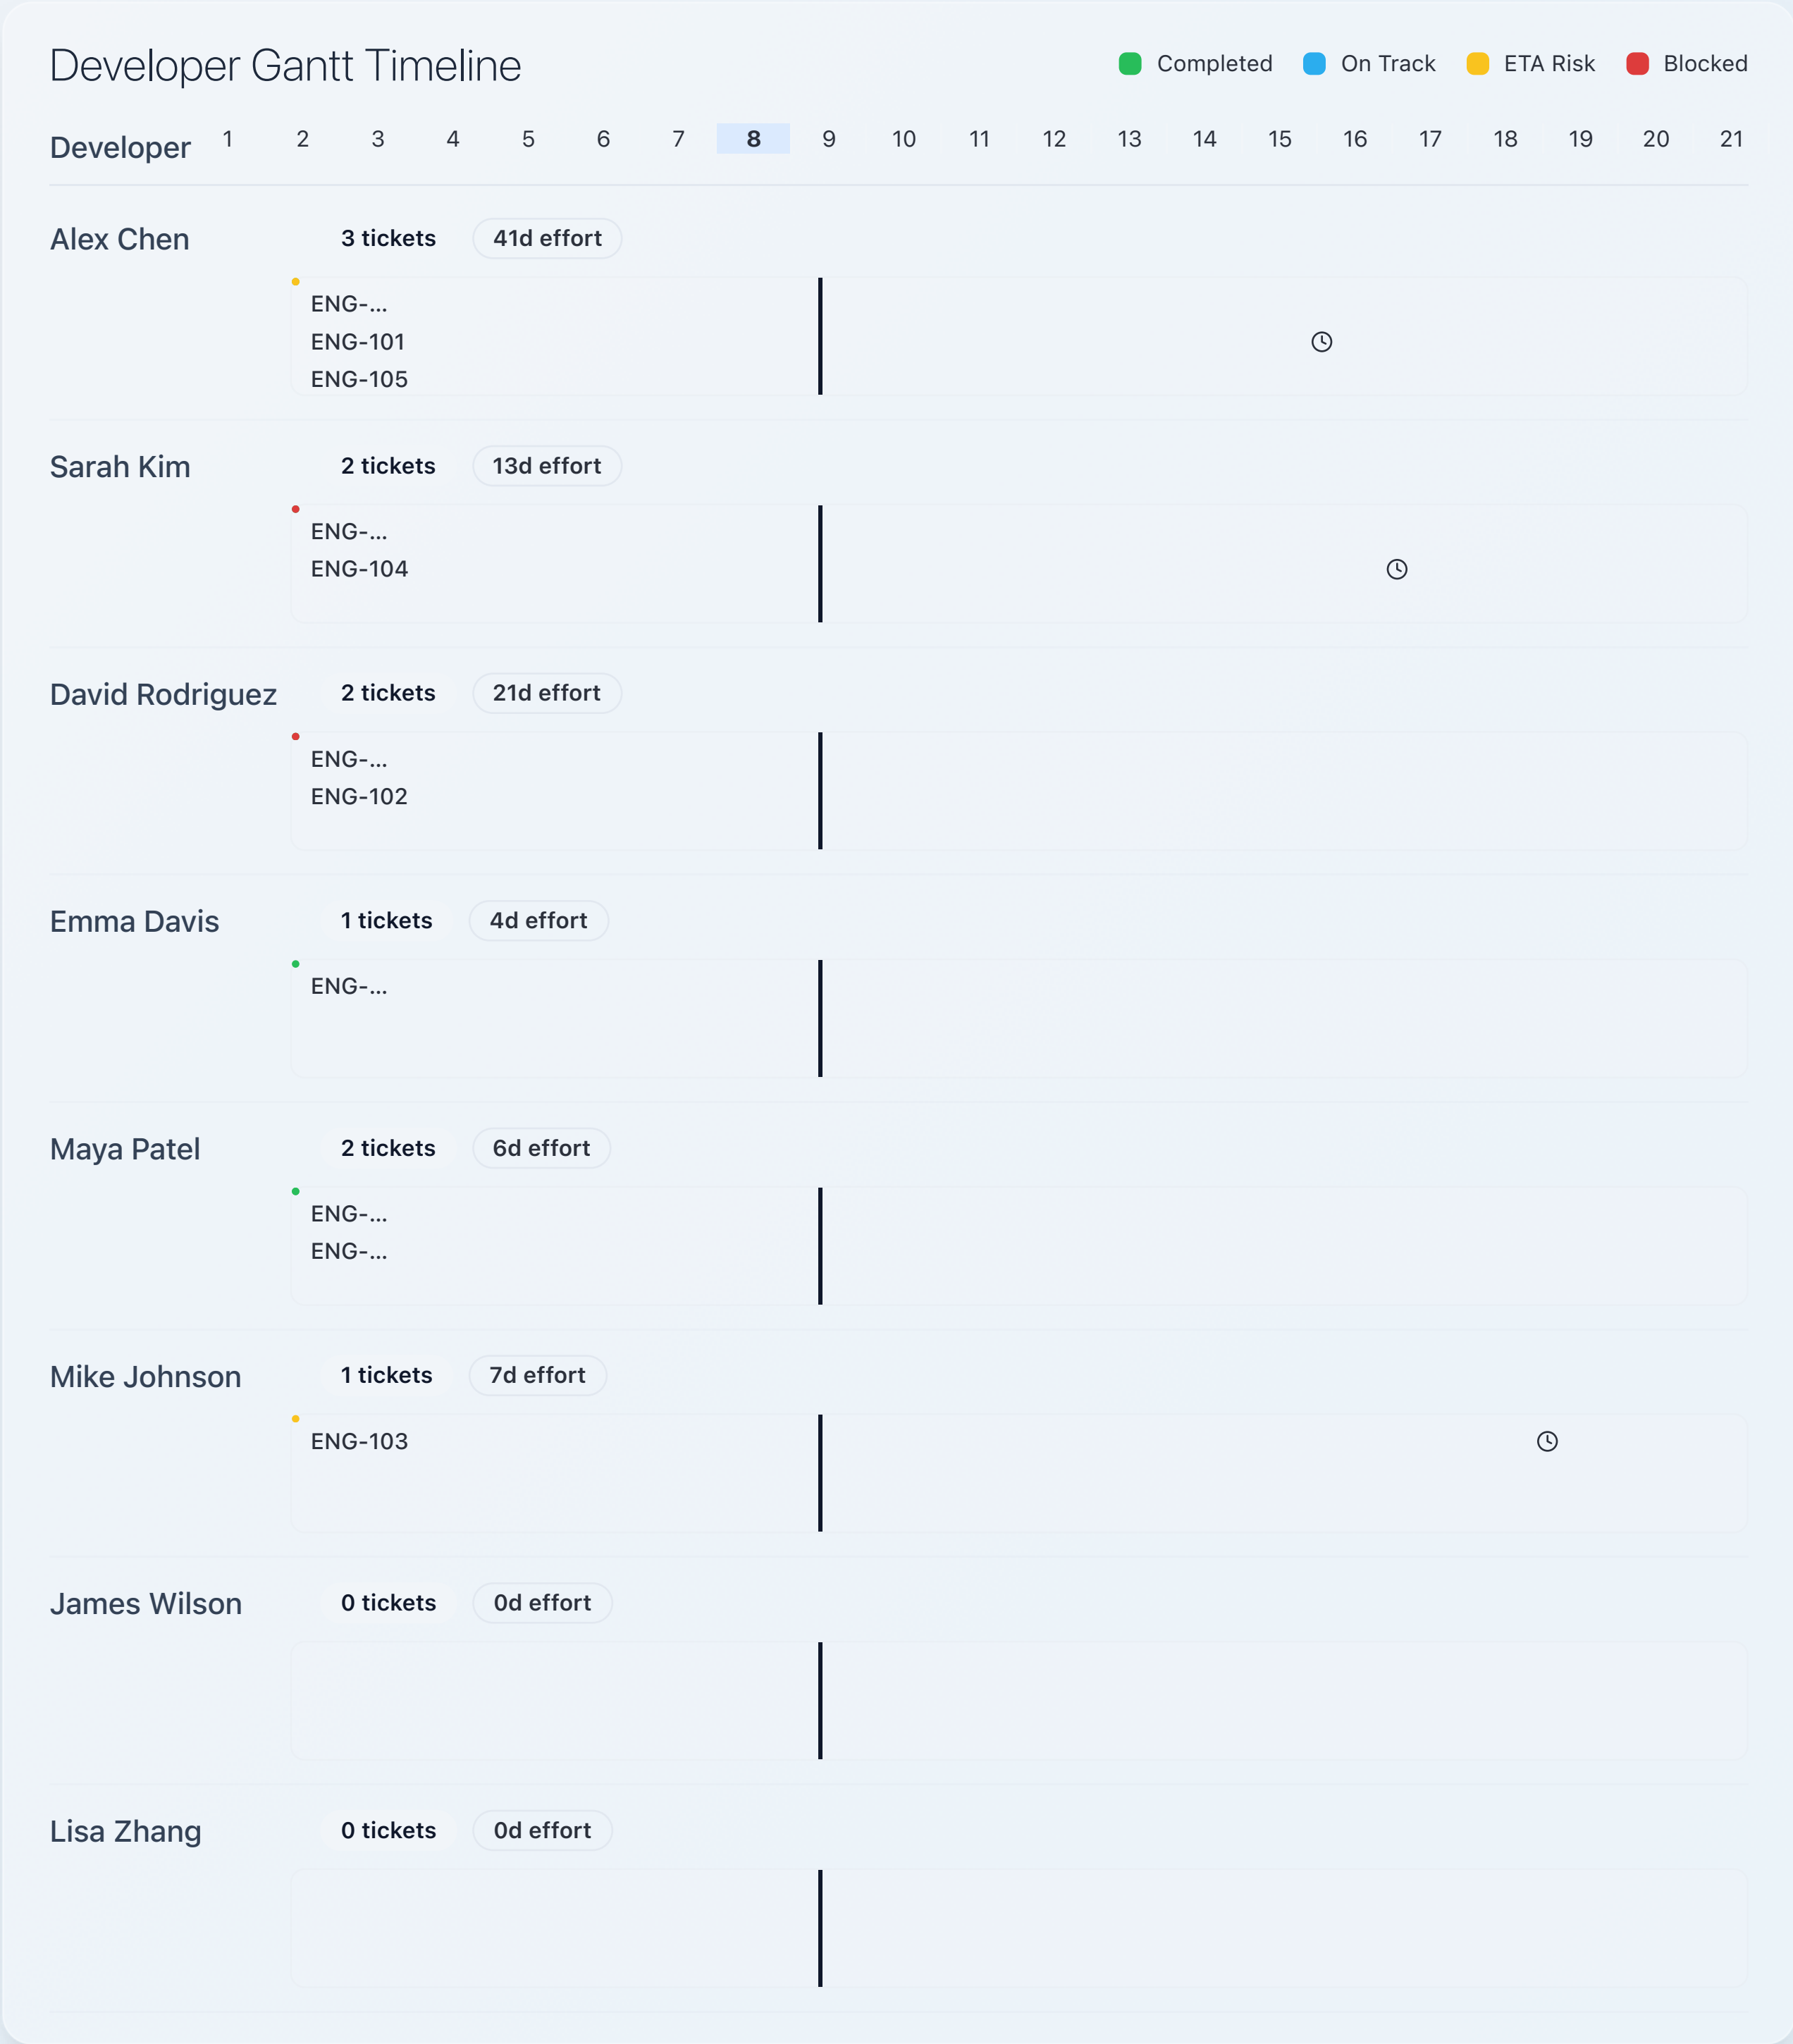 Developer Gantt Timeline
Completed On Track ETA Risk Blocked
Developer 1 2 3 4 5 6 7 8 9 10 11 12 13 14 15 16 17 18 19 20 21
Alex Chen 3 tickets 41d effort
ENG-...
ENG-101
ENG-105
Sarah Kim 2 tickets 13d effort
ENG-...
ENG-104
David Rodriguez 2 tickets 21d effort
ENG-...
ENG-102
Emma Davis 1 tickets 4d effort
ENG-...
Maya Patel 2 tickets 6d effort
ENG-...
ENG-...
Mike Johnson 1 tickets 7d effort
ENG-103
James Wilson 0 tickets 0d effort
Lisa Zhang 0 tickets 0d effort